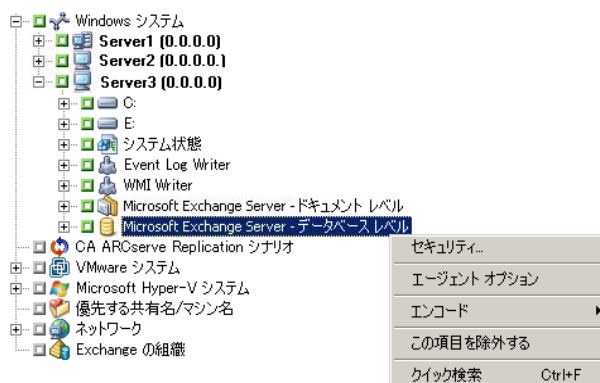 Windows システム
Server1 (0.0.0.0)
Server2 (0.0.0.0.)
Server3 (0.0.0.0)
C:
E:
システム状態
Event Log Writer
WMI Writer
Microsoft Exchange Server - ドキュメント レベル
Microsoft Exchange Server - データベース レベル
CA ARCserve Replication シナリオ
VMware システム
Microsoft Hyper-V システム
優先する共有名/マシン名
ネットワーク
Exchange の組織
セキュリティ...
エージェント オプション
エンコード
この項目を除外する
クイック検索 Ctrl+F